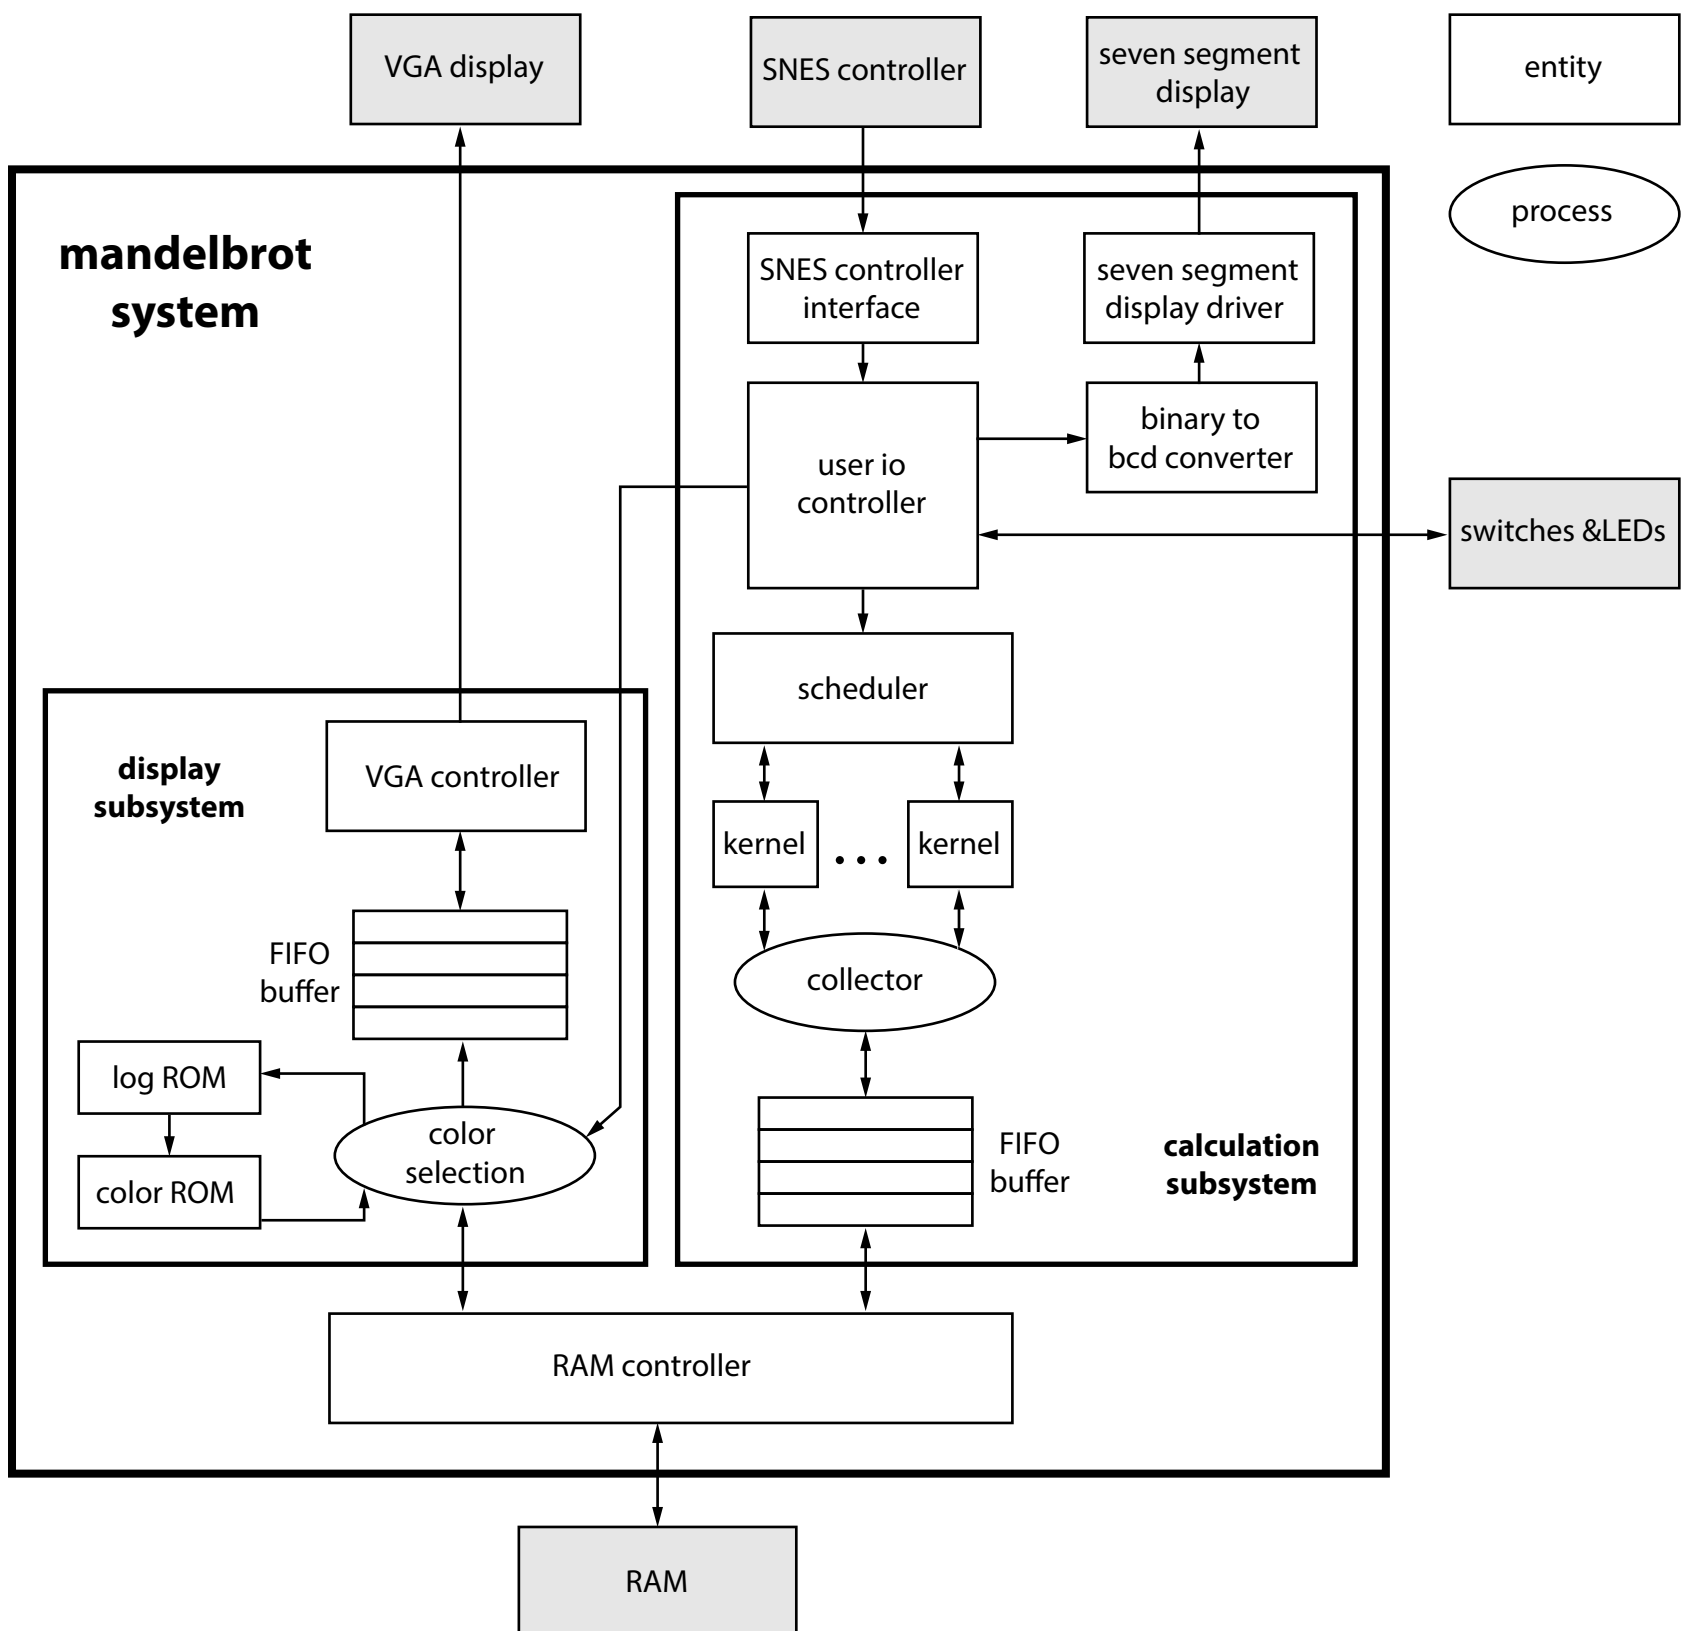 VGA display
SNES controller
seven segment
display
entity
process
mandelbrot
system
SNES controller
interface
seven segment
display driver
user io
controller
binary to
bcd converter
switches &LEDs
scheduler
display
subsystem
VGA controller
kernel
...
kernel
FIFO
buffer
collector
log ROM
color ROM
color
selection
FIFO
buffer
calculation
subsystem
RAM controller
RAM